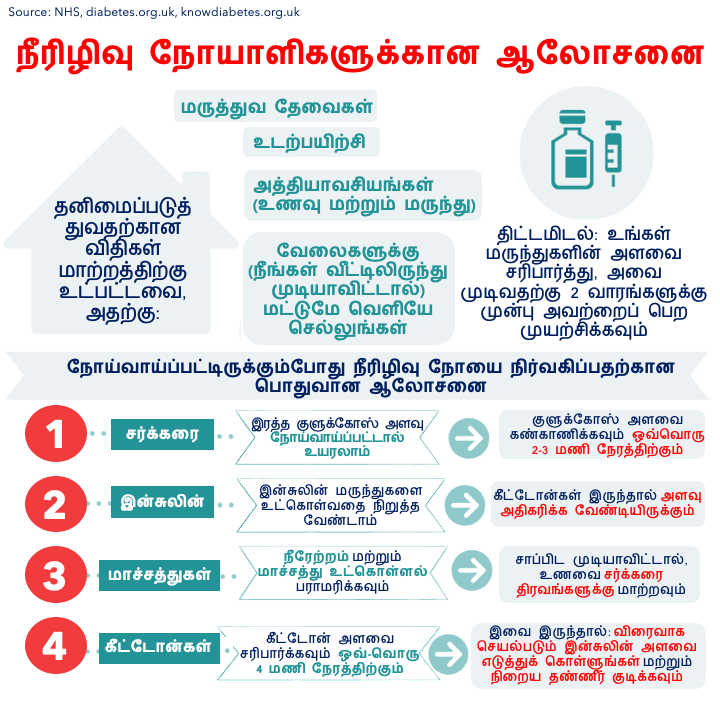 Source: NHS, diabetes.org.uk, knowdiabetes.org.uk
நீரிழிவு நோயாளிகளுக்கான ஆலோசனை
தனிமைப்படுத்
துவதற்கான
விதிகள்
மாற்றத்திற்கு
உட்பட்டவை,
அதற்கு:
மருத்துவ தேவைகள்
உடற்பயிற்சி
அத்தியாவசியங்கள்
(உணவு மற்றும் மருந்து)
வேலைகளுக்கு
(நீங்கள் வீட்டிலிருந்து
முடியாவிட்டால்)
மட்டுமே வெளியே
செல்லுங்கள்
திட்டமிடல்: உங்கள்
மருந்துகளின் அளவை
சரிபார்த்து, அவை
முடிவதற்கு 2 வாரங்களுக்கு
முன்பு அவற்றைப் பெற
முயற்சிக்கவும்
நோய்வாய்ப்பட்டிருக்கும்போது நீரிழிவு நோயை நிர்வகிப்பதற்கான
பொதுவான ஆலோசனை
1
சர்க்கரை
இரத்த குளுக்கோஸ் அளவு
நோய்வாய்ப்பட்டால்
உயரலாம்
குளுக்கோஸ் அளவை
கண்காணிக்கவும் ஒவ்வொரு
2-3 மணி நேரத்திற்கும்
2
இன்சுலின்
இன்சுலின் மருந்துகளை
உட்கொள்வதை நிறுத்த
வேண்டாம்
கீட்டோன்கள் இருந்தால் அளவு
அதிகரிக்க வேண்டியிருக்கும்
3
மாச்சத்துகள்
நீரேற்றம் மற்றும்
மாச்சத்து உட்கொள்ளல்
பராமரிக்கவும்
சாப்பிட முடியாவிட்டால்,
உணவை சர்க்கரை
திரவங்களுக்கு மாற்றவும்
4
கீட்டோன்கள்
கீட்டோன் அளவை
சரிபார்க்கவும் ஒவ்-வொரு
4 மணி நேரத்திற்கும்
இவை இருந்தால்: விரைவாக
செயல்படும் இன்சுலின் அளவை
எடுத்துக் கொள்ளுங்கள் மற்றும்
நிறைய தண்ணீர் குடிக்கவும்